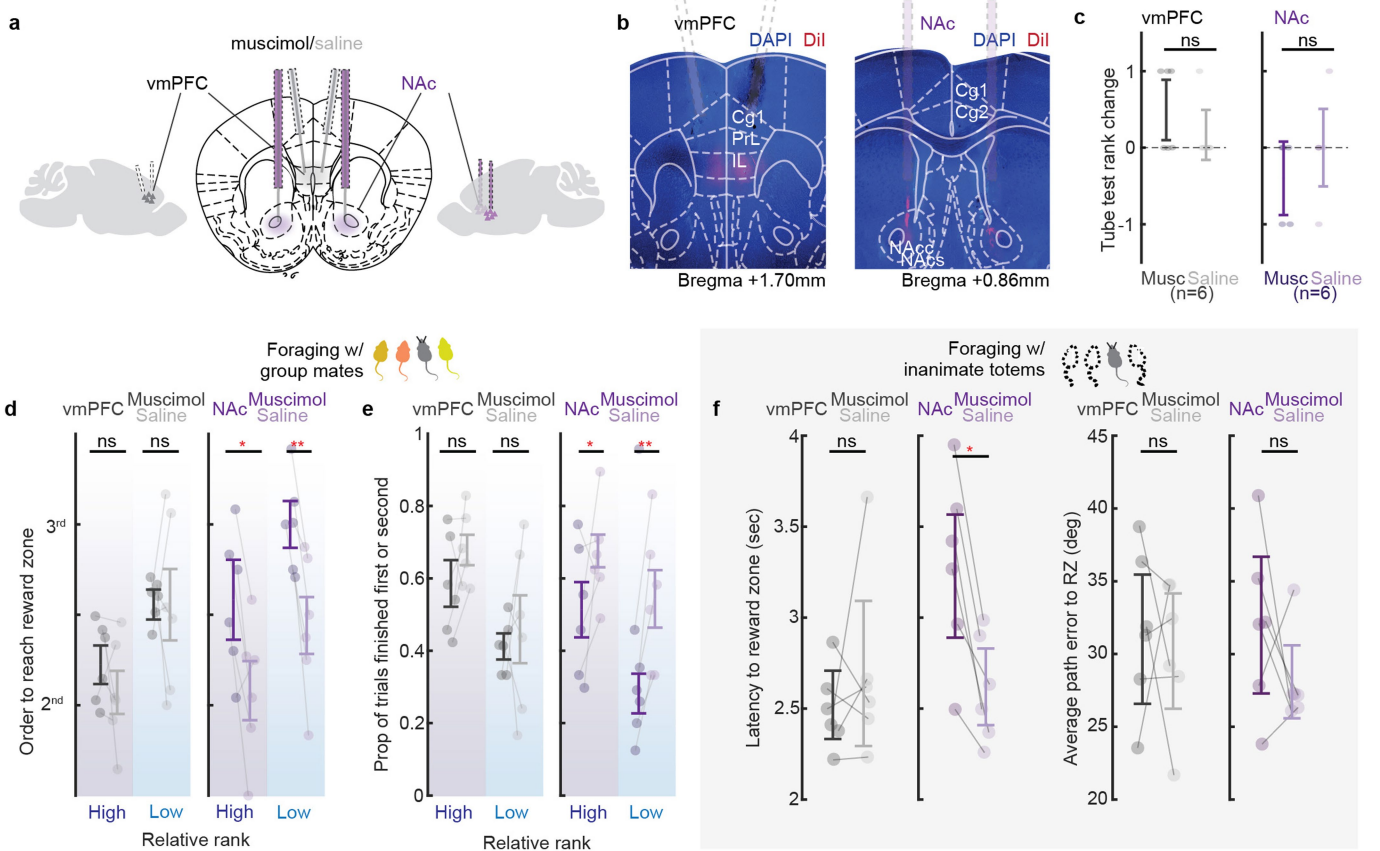 a
muscimol/saline
vmPFC
NAc
b
vmPFC
DAPI DiI
Cg1
PrL
IL
Bregma +1.70mm
NAc
DAPI DiI
Cg1
Cg2
NAcc
NAcs
Bregma +0.86mm
c
vmPFC
NAc
ns
ns
Tube test rank change
1
0
-1
Musc Saline
(n=6)
Musc Saline
(n=6)
Foraging w/
group mates
d
vmPFC Muscimol
Saline
NAc Muscimol
Saline
ns
ns
*
**
Order to reach reward zone
3rd
2nd
High
Low
High
Low
Relative rank
e
vmPFC Muscimol
Saline
NAc Muscimol
Saline
ns
ns
*
**
Prop of trials finished first or second
1
0.8
0.6
0.4
0.2
0
High
Low
High
Low
Relative rank
Foraging w/
inanimate totems
f
vmPFC Muscimol
Saline
NAc Muscimol
Saline
ns
*
Latency to reward zone (sec)
4
3.5
3
2.5
2
vmPFC Muscimol
Saline
NAc Muscimol
Saline
ns
ns
Average path error to RZ (deg)
45
40
35
30
25
20